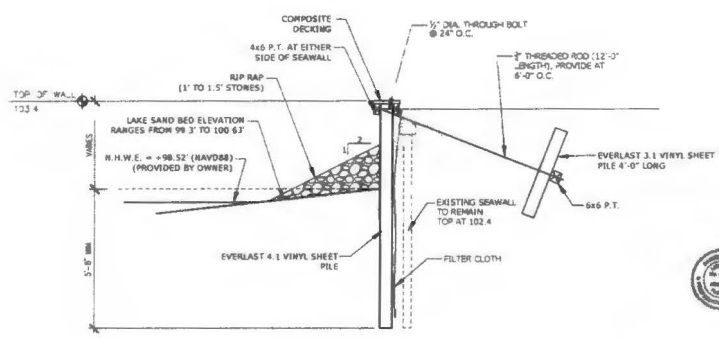 COMPOSITE
DECKING
4x6 P.T. AT EITHER
SIDE OF SEAWALL
RIP RAP
(1' TO 1.5' STONES)
TOP OF WALL
103.4
LAKE SAND BED ELEVATION
RANGES FROM 99.3' TO 100.63'
N.H.W.E. = +98.52' (NAVD88)
(PROVIDED BY OWNER)
VARIES
5'-8" MIN
1
2
EVERLAST 4.1 VINYL SHEET
PILE
½" DIA. THROUGH BOLT
@ 24" O.C.
THREADED ROD (12'-0"
LENGTH), PROVIDE AT
6'-0" O.C.
EVERLAST 3.1 VINYL SHEET
PILE 4'-0" LONG
6x6 P.T.
EXISTING SEAWALL
TO REMAIN
TOP AT 102.4
FILTER CLOTH